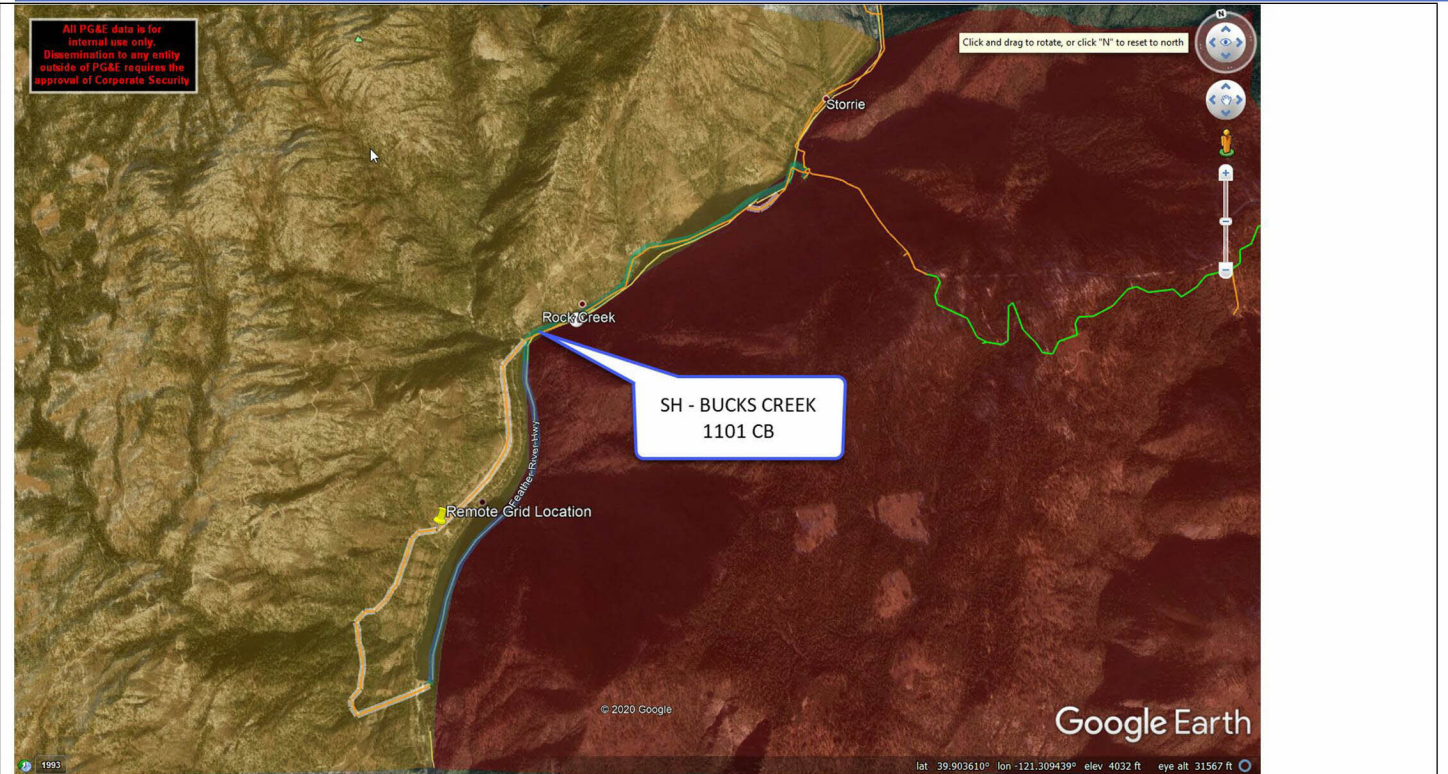 All PG&E data is for
internal use only.
Dissemination to any entity
outside of PG&E requires the
approval of Corporate Security
Click and drag to rotate, or click "N" to reset to north
N
Storrie
Rock Creek
SH - BUCKS CREEK
1101 CB
Feather River Hwy
Remote Grid Location
© 2020 Google
Google Earth
1993
lat 39.903610° lon -121.309439° elev 4032 ft eye alt 31567 ft